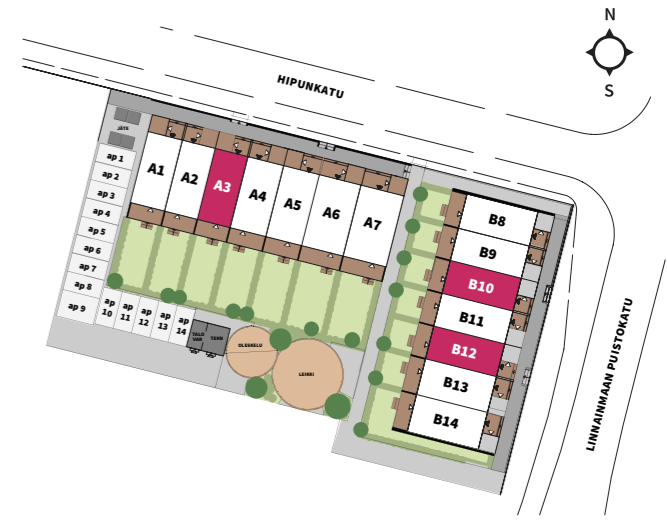 N
S
HIPUNKATU
LINNAINMAAN PUISTOKATU
JÄTE
ap 1
ap 2
ap 3
ap 4
ap 5
ap 6
ap 7
ap 8
ap 9
ap 10
ap 11
ap 12
ap 13
ap 14
A1
A2
A3
A4
A5
A6
A7
B8
B9
B10
B11
B12
B13
B14
TALO
VAR
TEKN
OLESKELU
LEIKKI